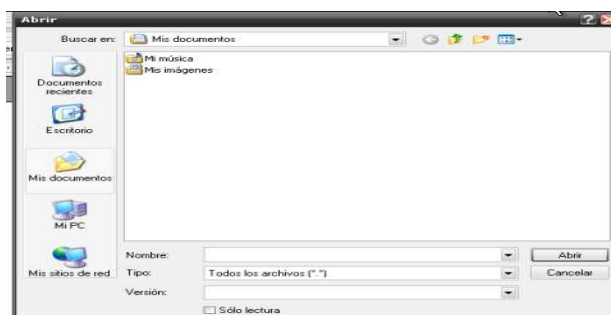 Abrir
Buscar en: Mis documentos
Mi música
Mis imágenes
Documentos
recientes
Escritorio
Mis documentos
Mi PC
Mis sitios de red
Nombre:
Abrir
Tipo: Todos los archivos (*.*)
Cancelar
Versión:
Sólo lectura